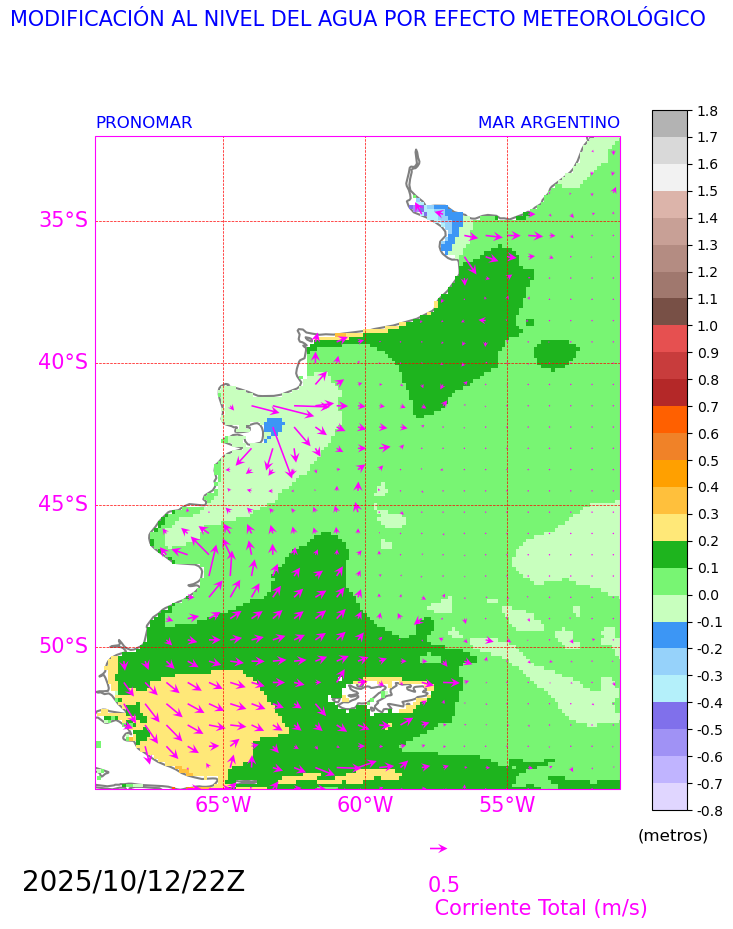 MODIFICACIÓN AL NIVEL DEL AGUA POR EFECTO METEOROLÓGICO
PRONOMAR MAR ARGENTINO
35°S
40°S
45°S
50°S
65°W 60°W 55°W
1.8
1.7
1.6
1.5
1.4
1.3
1.2
1.1
1.0
0.9
0.8
0.7
0.6
0.5
0.4
0.3
0.2
0.1
0.0
-0.1
-0.2
-0.3
-0.4
-0.5
-0.6
-0.7
-0.8
(metros)
2025/10/12/22Z
0.5
Corriente Total (m/s)